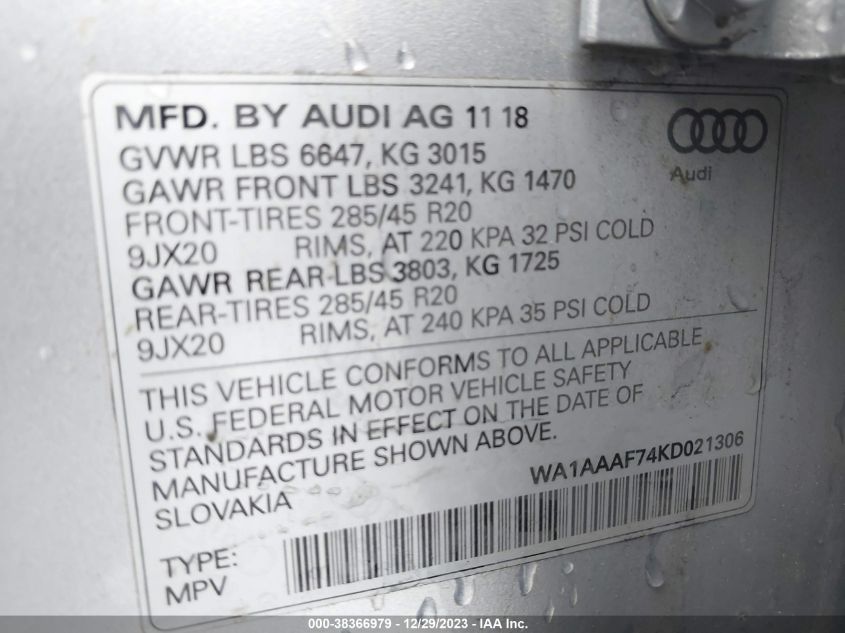 MFD. BY AUDI AG 11 18
GVWR LBS 6647, KG 3015
GAWR FRONT LBS 3241, KG 1470
FRONT-TIRES 285/45 R20
9JX20 RIMS, AT 220 KPA 32 PSI COLD
GAWR REAR LBS 3803, KG 1725
REAR-TIRES 285/45 R20
9JX20 RIMS, AT 240 KPA 35 PSI COLD
Audi
THIS VEHICLE CONFORMS TO ALL APPLICABLE
U.S. FEDERAL MOTOR VEHICLE SAFETY
STANDARDS IN EFFECT ON THE DATE OF
MANUFACTURE SHOWN ABOVE.
SLOVAKIA
WA1AAAF74KD021306
TYPE:
MPV
000-38366979 - 12/29/2023 - IAA Inc.